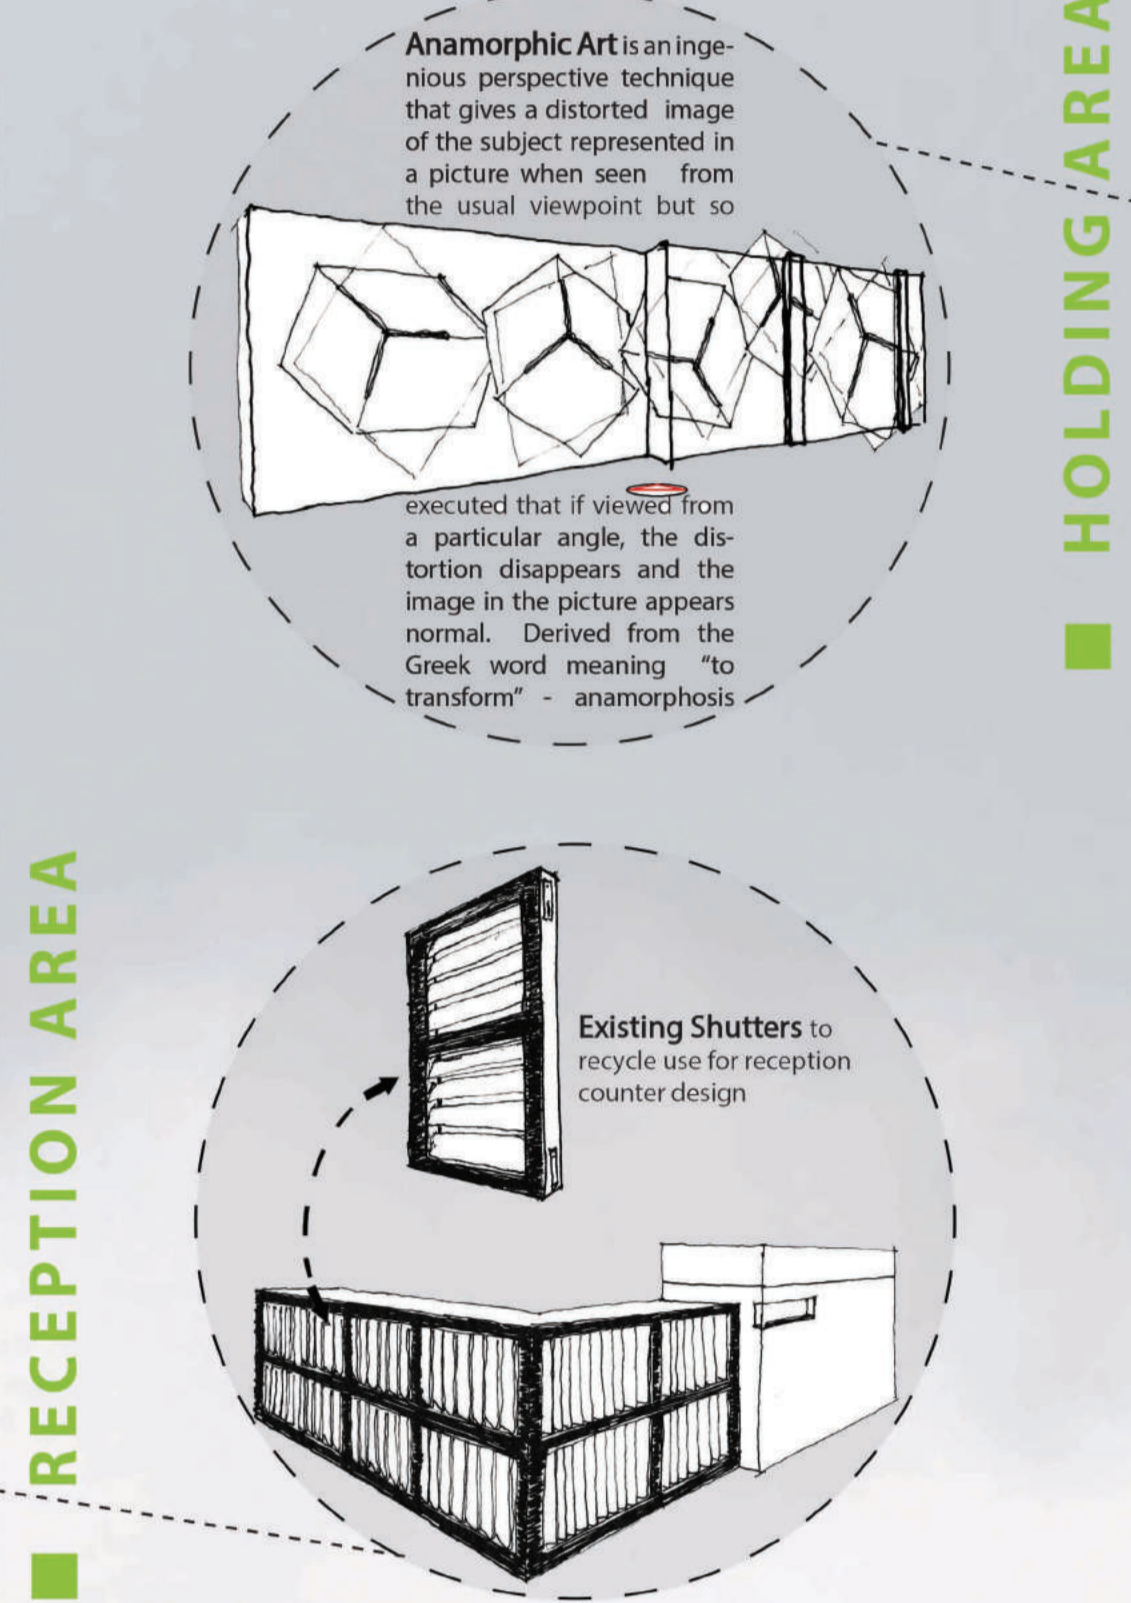 Anamorphic Art is an inge-
nious perspective technique
that gives a distorted image
of the subject represented in
a picture when seen from
the usual viewpoint but so
executed that if viewed from
a particular angle, the dis-
tortion disappears and the
image in the picture appears
normal. Derived from the
Greek word meaning “to
transform” - anamorphosis
HOLDING AREA
Existing Shutters to
recycle use for reception
counter design
RECEPTION AREA